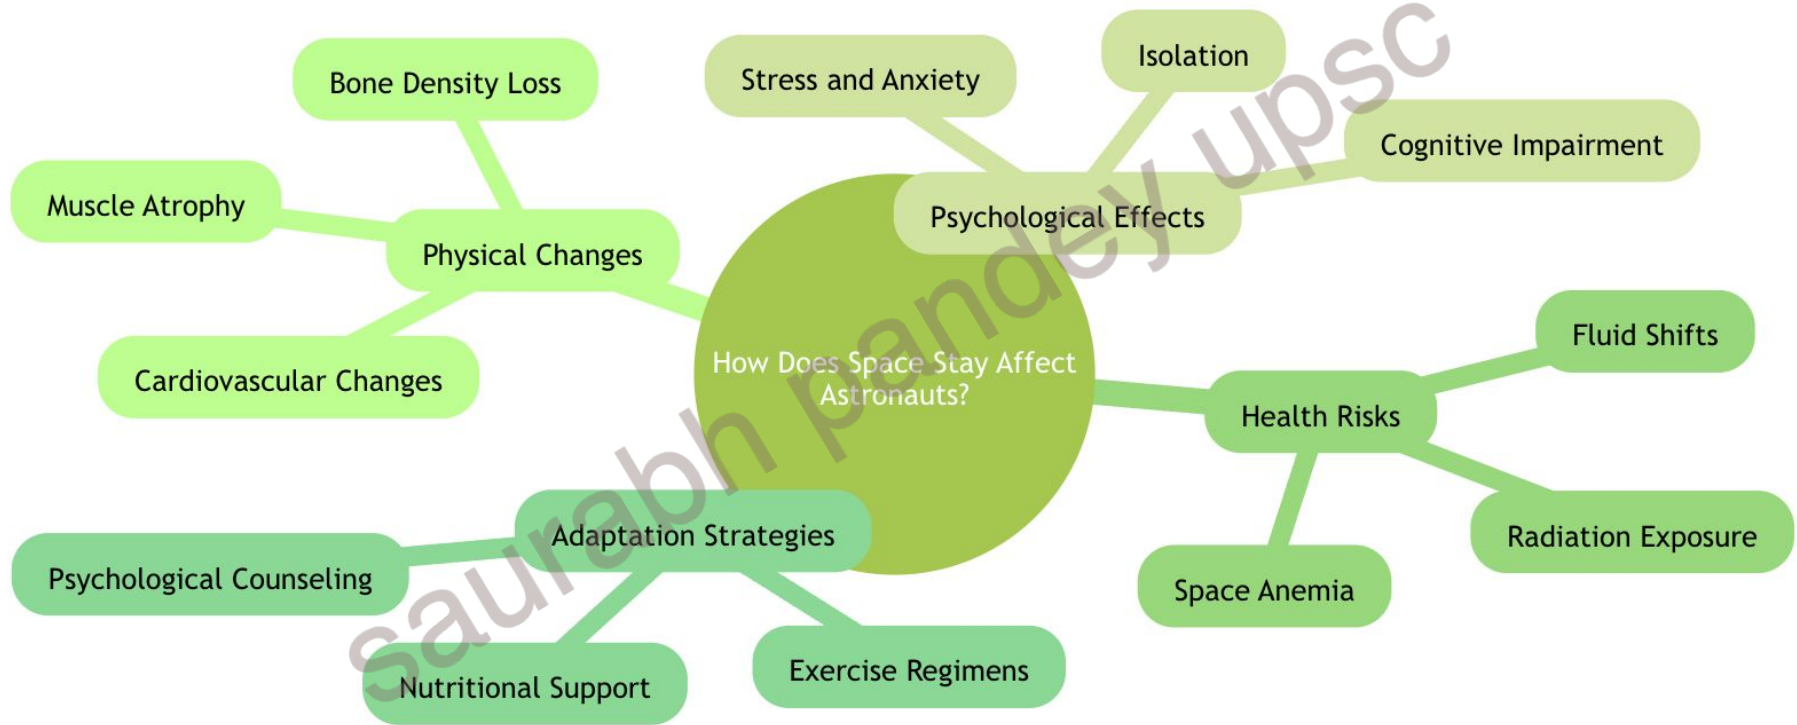 How Does Space Stay Affect
Astronauts?
Physical Changes
Bone Density Loss
Muscle Atrophy
Cardiovascular Changes
Psychological Effects
Stress and Anxiety
Isolation
Cognitive Impairment
Health Risks
Fluid Shifts
Radiation Exposure
Space Anemia
Adaptation Strategies
Psychological Counseling
Nutritional Support
Exercise Regimens
saurabh pandey upsc